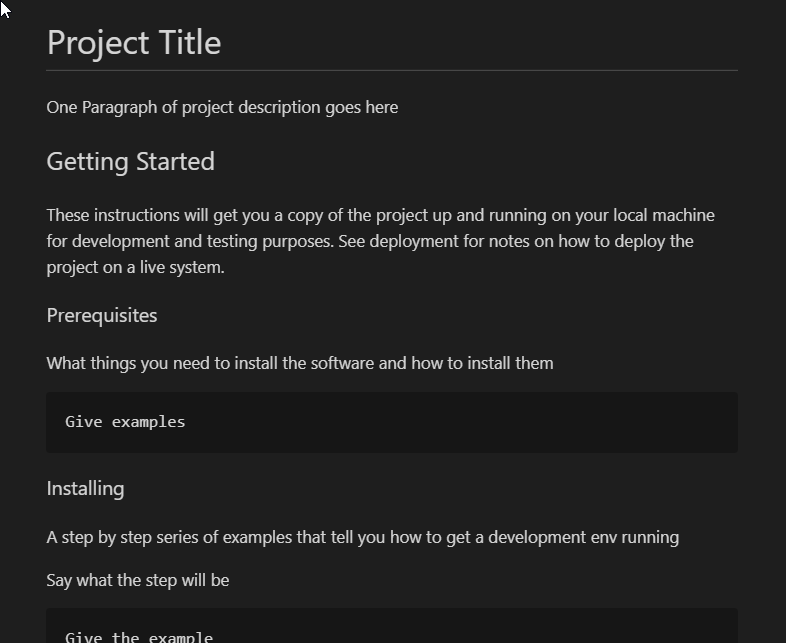 Project Title
One Paragraph of project description goes here
Getting Started
These instructions will get you a copy of the project up and running on your local machine
for development and testing purposes. See deployment for notes on how to deploy the
project on a live system.
Prerequisites
What things you need to install the software and how to install them
Give examples
Installing
A step by step series of examples that tell you how to get a development env running
Say what the step will be
Give the example